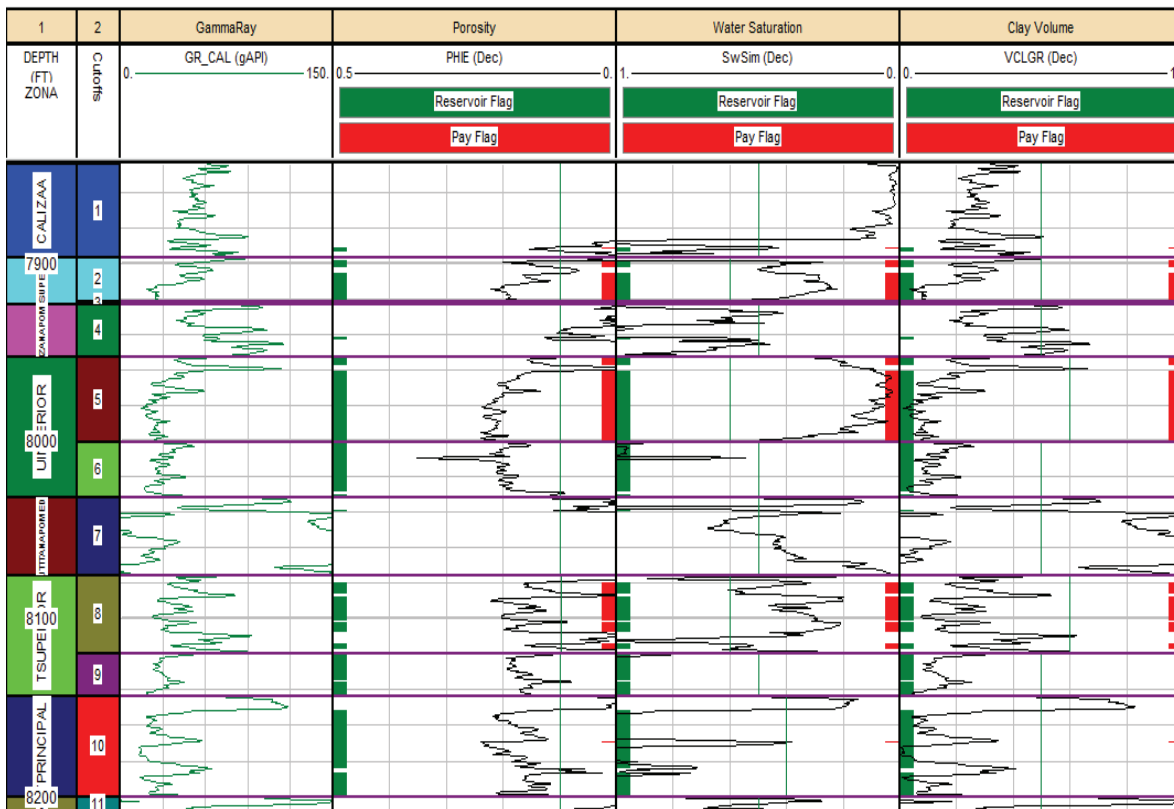 1 2 GammaRay Porosity Water Saturation Clay Volume
DEPTH (FT) ZONA
Cutoffs
GR_CAL (gAPI)
0. 150.
PHIE (Dec)
0.5 0.
Reservoir Flag
Pay Flag
SwSim (Dec)
1. 0.
Reservoir Flag
Pay Flag
VCLGR (Dec)
0. 1
Reservoir Flag
Pay Flag
CALIZAA
1
7900
2
3
4
5
8000
6
7
TSUPERIOR
8
8100
9
PRINCIPAL
10
8200
11